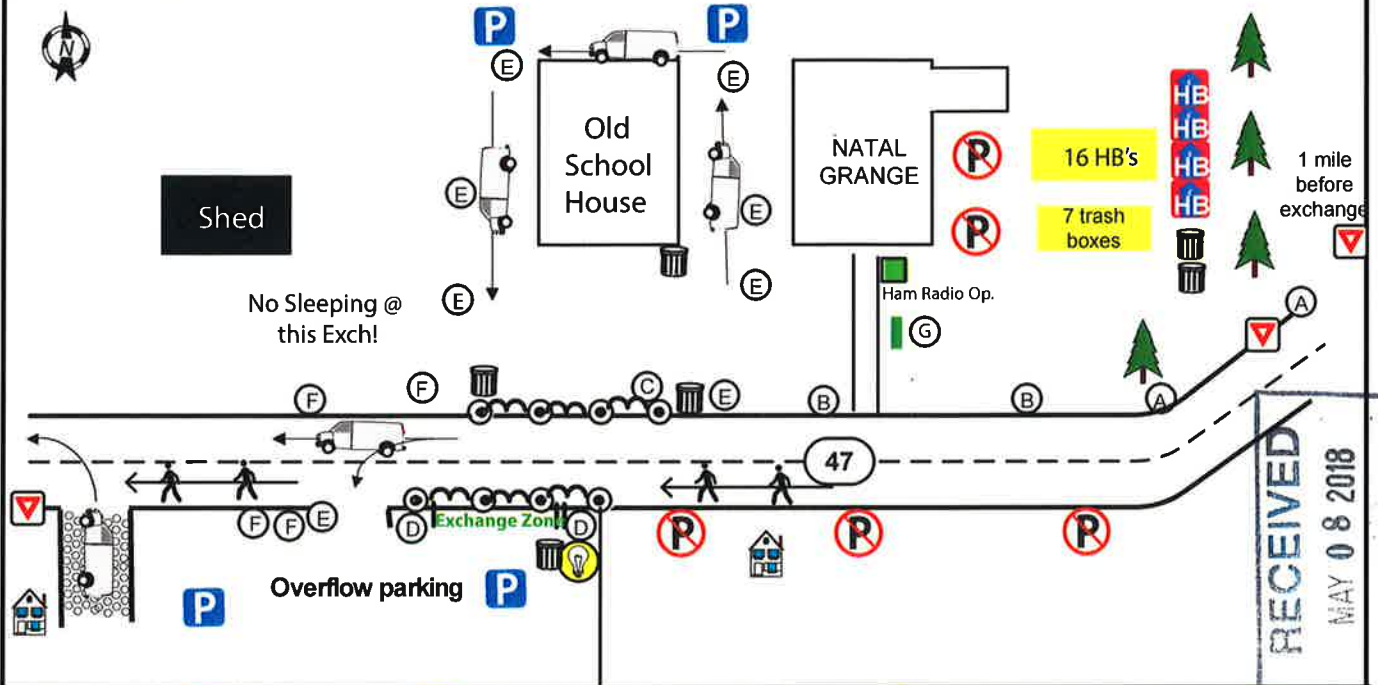 N
P
P
E
E
Old
School
House
NATAL
GRANGE
P
16 HB's
HB
HB
HB
HB
1 mile
before
exchange
Shed
E
E
P
7 trash
boxes
No Sleeping @
this Exch!
E
E
Ham Radio Op.
G
A
F
F
C
E
B
B
A
47
F
F
E
D
Exchange Zone
D
P
P
P
Overflow parking
P
P
RECEIVED
MAY 08 2018